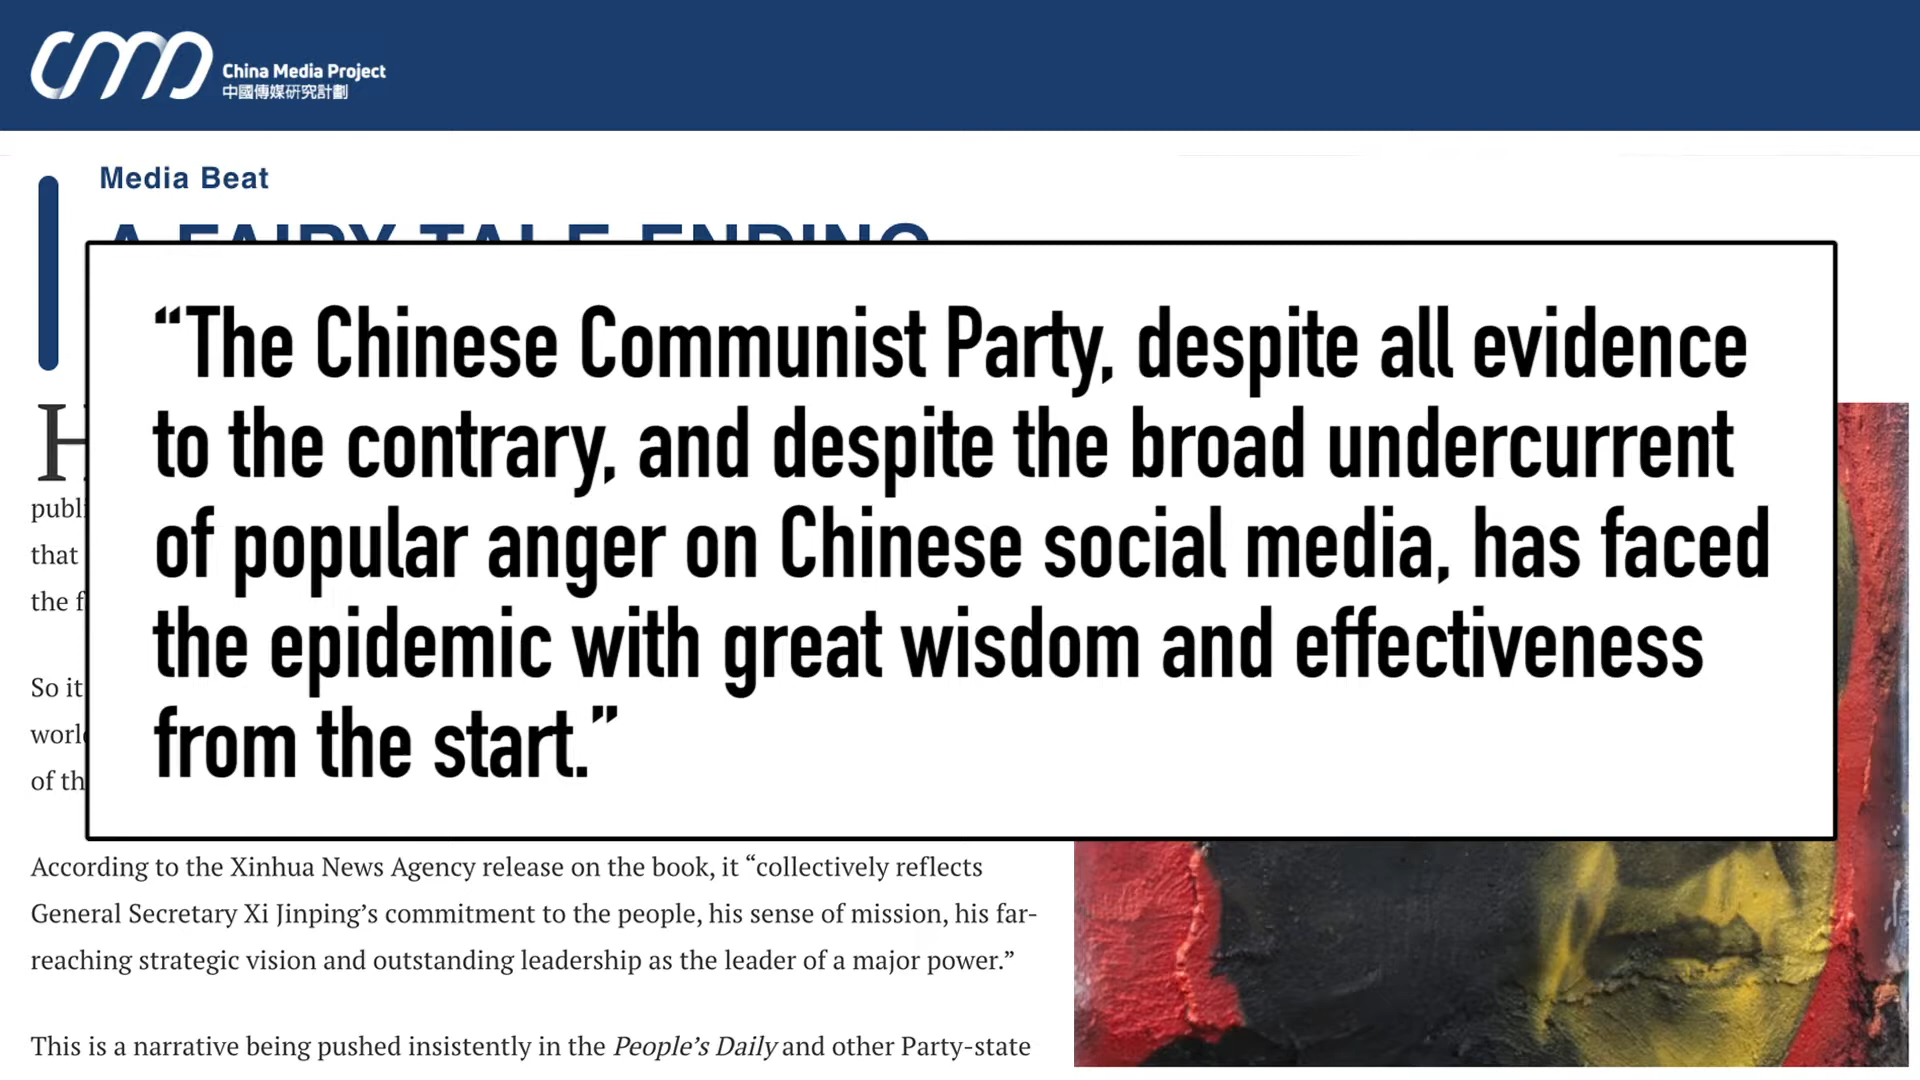 China Media Project
中國傳媒研究計劃
Media Beat
A FAIRY TALE ENDING
“The Chinese Communist Party, despite all evidence
to the contrary, and despite the broad undercurrent
of popular anger on Chinese social media, has faced
the epidemic with great wisdom and effectiveness
from the start.”
H
publi
that
the f
So it
worl
of th
According to the Xinhua News Agency release on the book, it “collectively reflects
General Secretary Xi Jinping’s commitment to the people, his sense of mission, his far-
reaching strategic vision and outstanding leadership as the leader of a major power.”
This is a narrative being pushed insistently in the People’s Daily and other Party-state